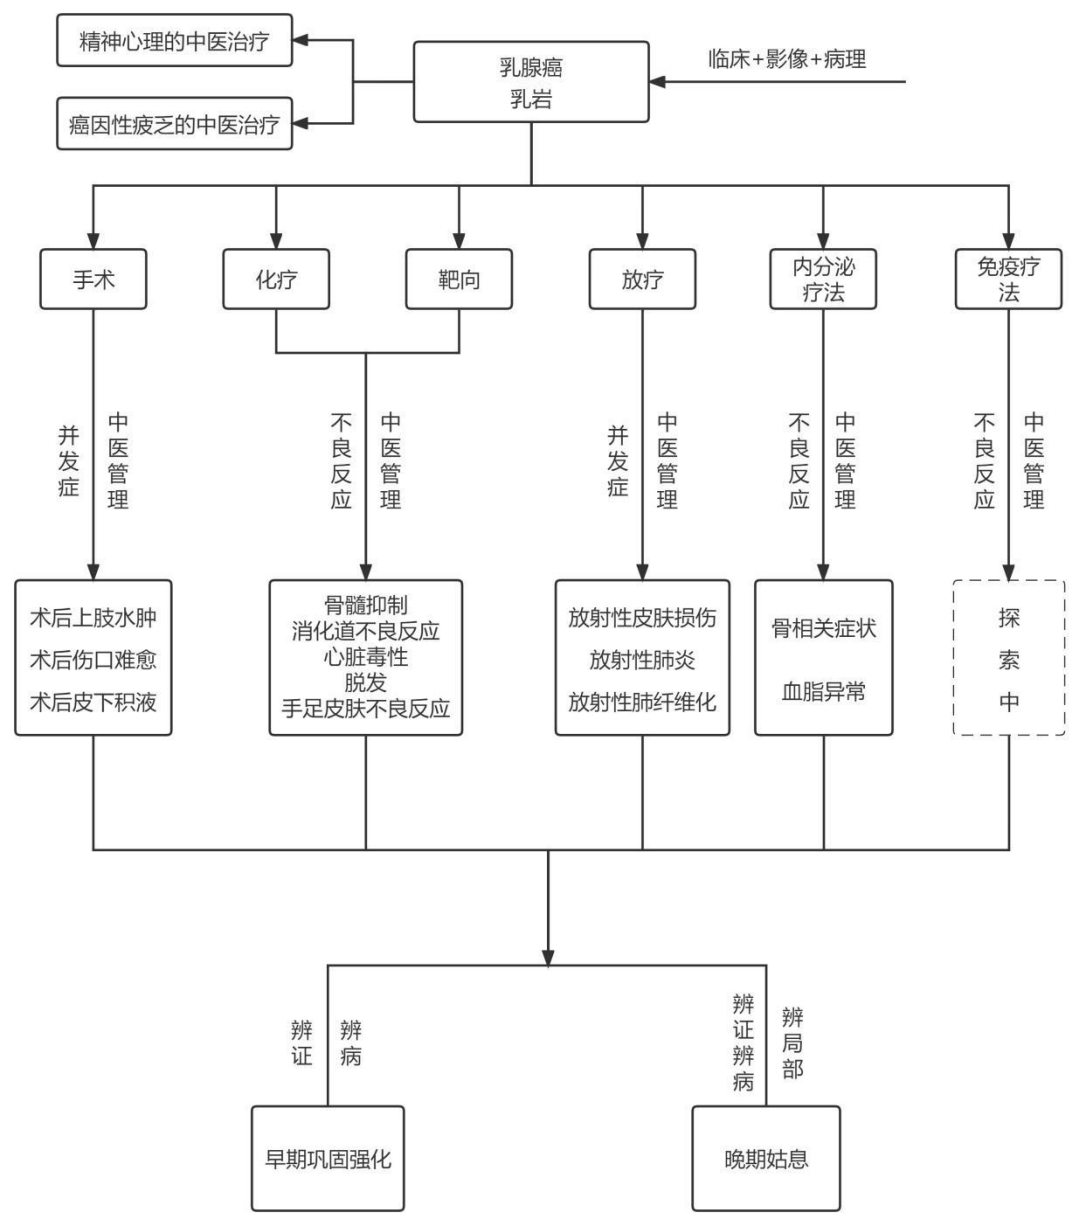 精神心理的中医治疗
癌因性疲乏的中医治疗
乳腺癌
乳岩
临床+影像+病理
手术
化疗
靶向
放疗
内分泌
疗法
免疫疗
法
并发症
中医管理
不良反应
中医管理
并发症
中医管理
不良反应
中医管理
不良反应
中医管理
术后上肢水肿
术后伤口难愈
术后皮下积液
骨髓抑制
消化道不良反应
心脏毒性
脱发
手足皮肤不良反应
放射性皮肤损伤
放射性肺炎
放射性肺纤维化
骨相关症状
血脂异常
探
索
中
辨证
辨病
辨证辨病
辨局部
早期巩固强化
晚期姑息